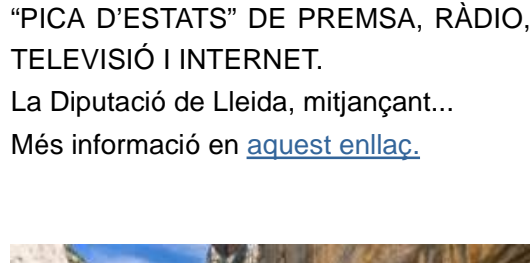 “PICA D’ESTATS” DE PREMSA, RÀDIO,
TELEVISIÓ I INTERNET.
La Diputació de Lleida, mitjançant...
Més informació en aquest enllaç.